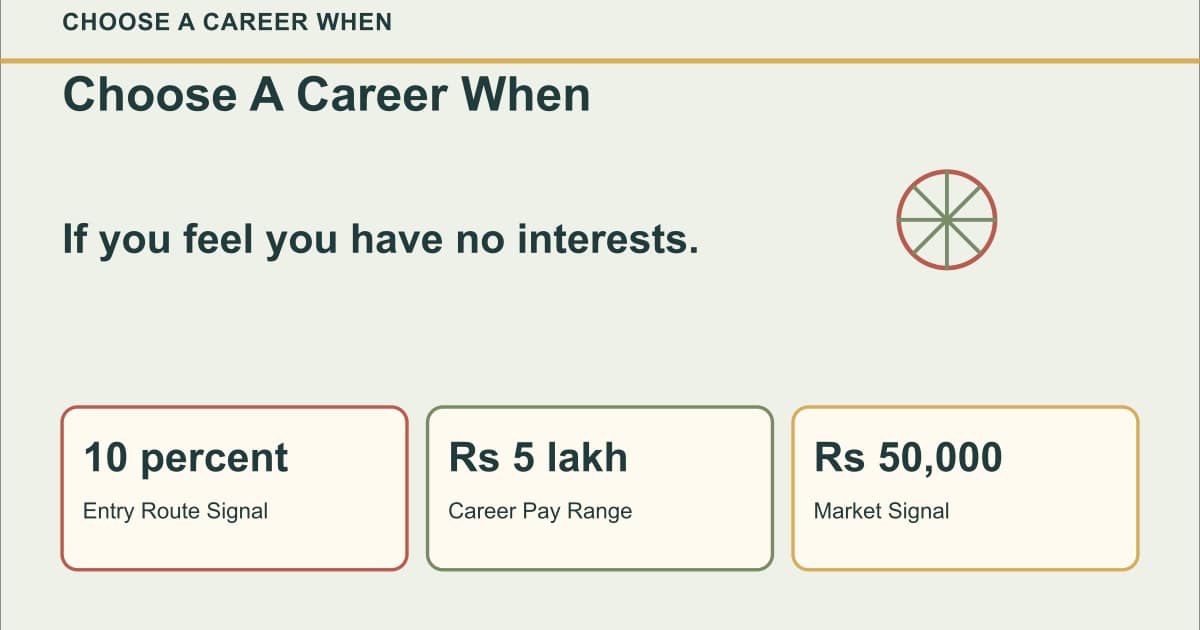 CHOOSE A CAREER WHEN
Choose A Career When
If you feel you have no interests.
10 percent
Entry Route Signal
Rs 5 lakh
Career Pay Range
Rs 50,000
Market Signal